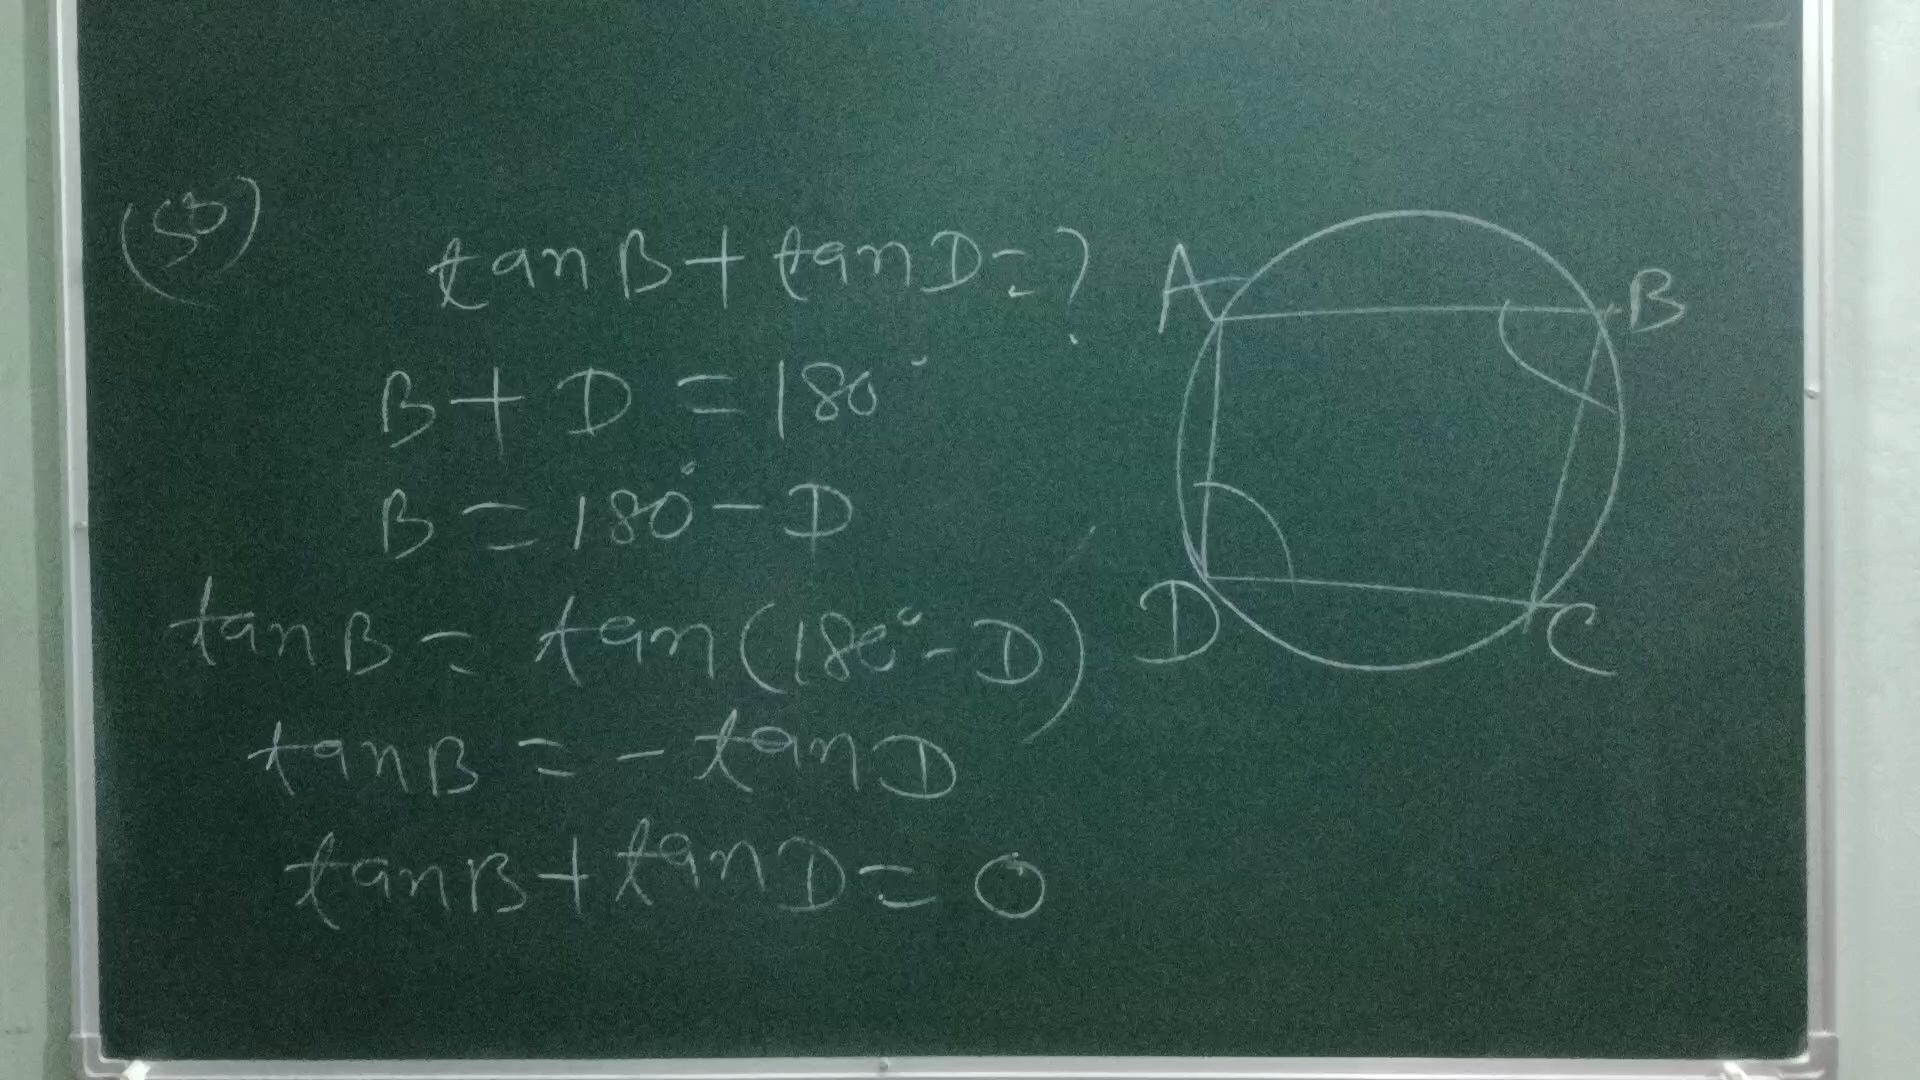 (50)
tanB + tanD = ?
B + D = 180°
B = 180° - D
tanB = tan(180° - D)
tanB = - tanD
tanB + tanD = 0
A
B
D
C